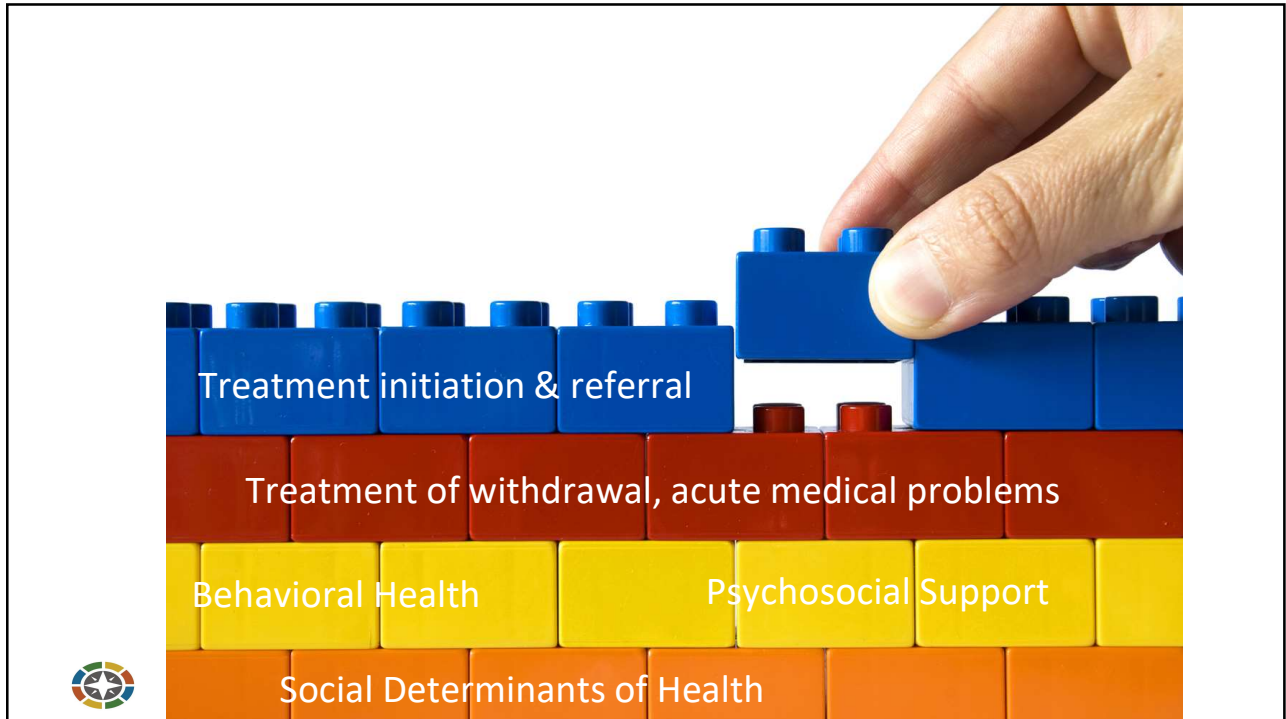 Treatment initiation & referral
Treatment of withdrawal, acute medical problems
Behavioral Health Psychosocial Support
Social Determinants of Health